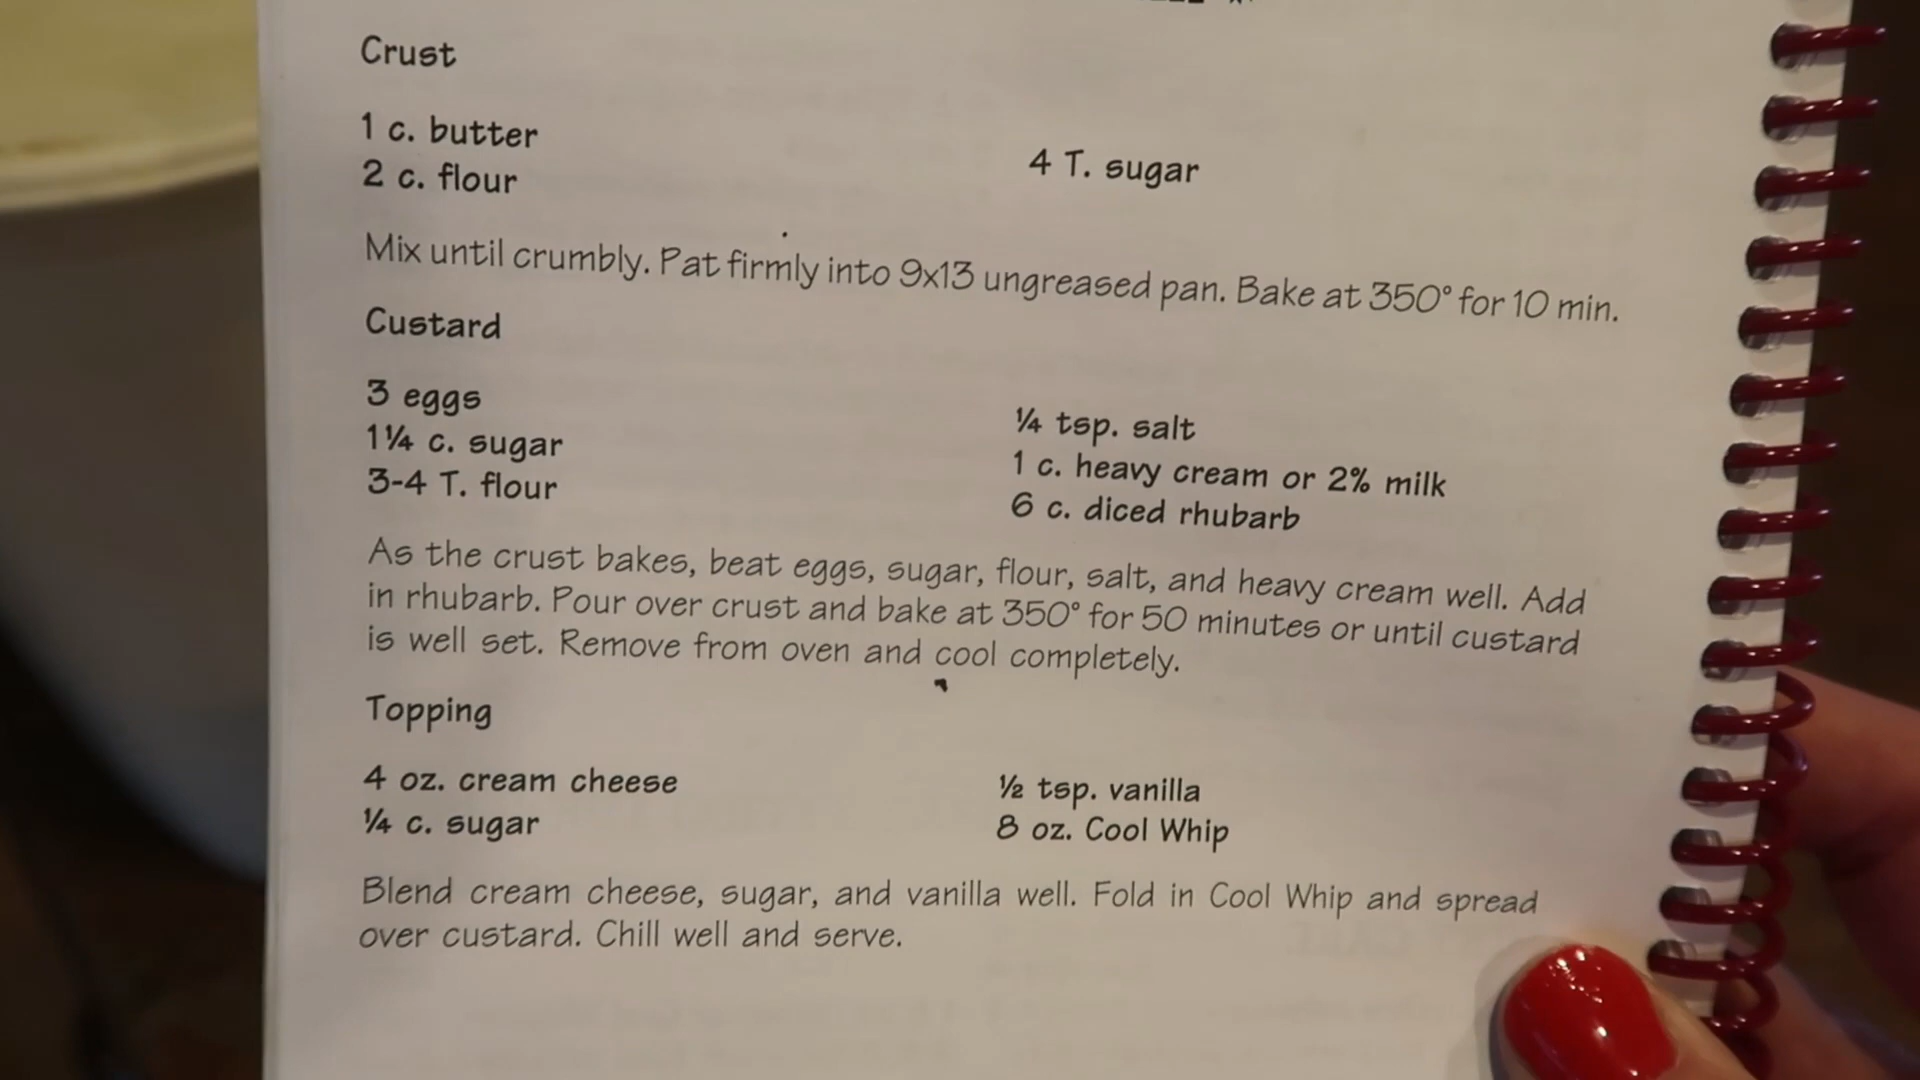 Crust
1 c. butter
2 c. flour
4 T. sugar
Mix until crumbly. Pat firmly into 9x13 ungreased pan. Bake at 350° for 10 min.
Custard
3 eggs
1¼ c. sugar
3-4 T. flour
¼ tsp. salt
1 c. heavy cream or 2% milk
6 c. diced rhubarb
As the crust bakes, beat eggs, sugar, flour, salt, and heavy cream well. Add
in rhubarb. Pour over crust and bake at 350° for 50 minutes or until custard
is well set. Remove from oven and cool completely.
Topping
4 oz. cream cheese
¼ c. sugar
½ tsp. vanilla
8 oz. Cool Whip
Blend cream cheese, sugar, and vanilla well. Fold in Cool Whip and spread
over custard. Chill well and serve.